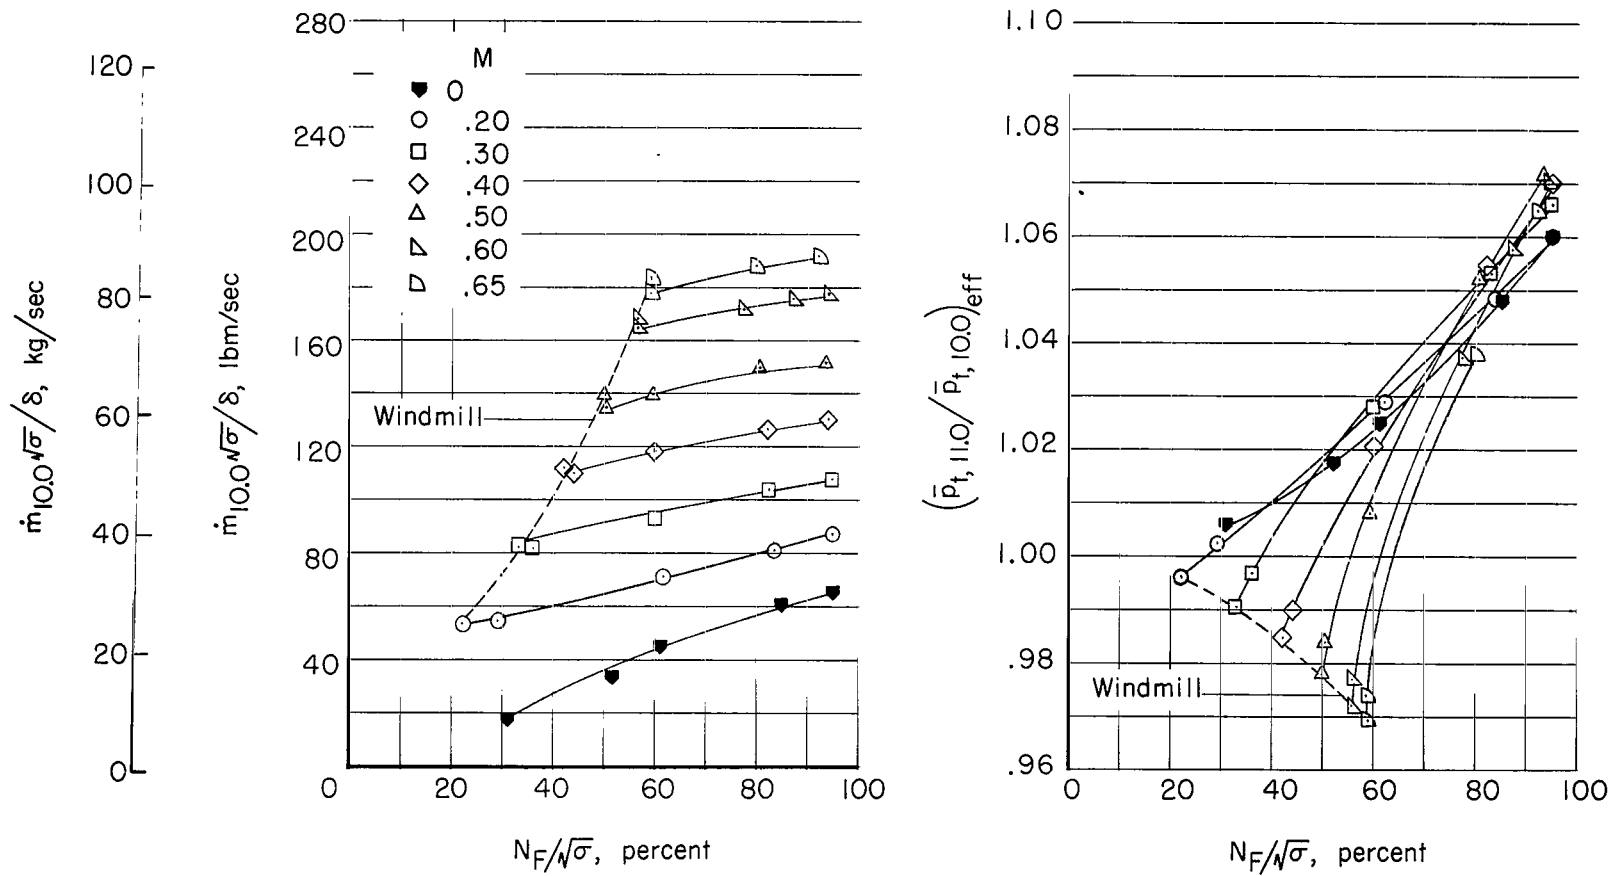 M
0
.20
.30
.40
.50
.60
.65
120
100
80
60
40
20
0
ṁ10.0√σ/δ, kg/sec
280
240
200
160
120
80
40
ṁ10.0√σ/δ, lbm/sec
Windmill
0 20 40 60 80 100
NF/√σ, percent
1.10
1.08
1.06
1.04
1.02
1.00
.98
.96
(p̄t, 11.0/p̄t, 10.0)eff
Windmill
0 20 40 60 80 100
NF/√σ, percent